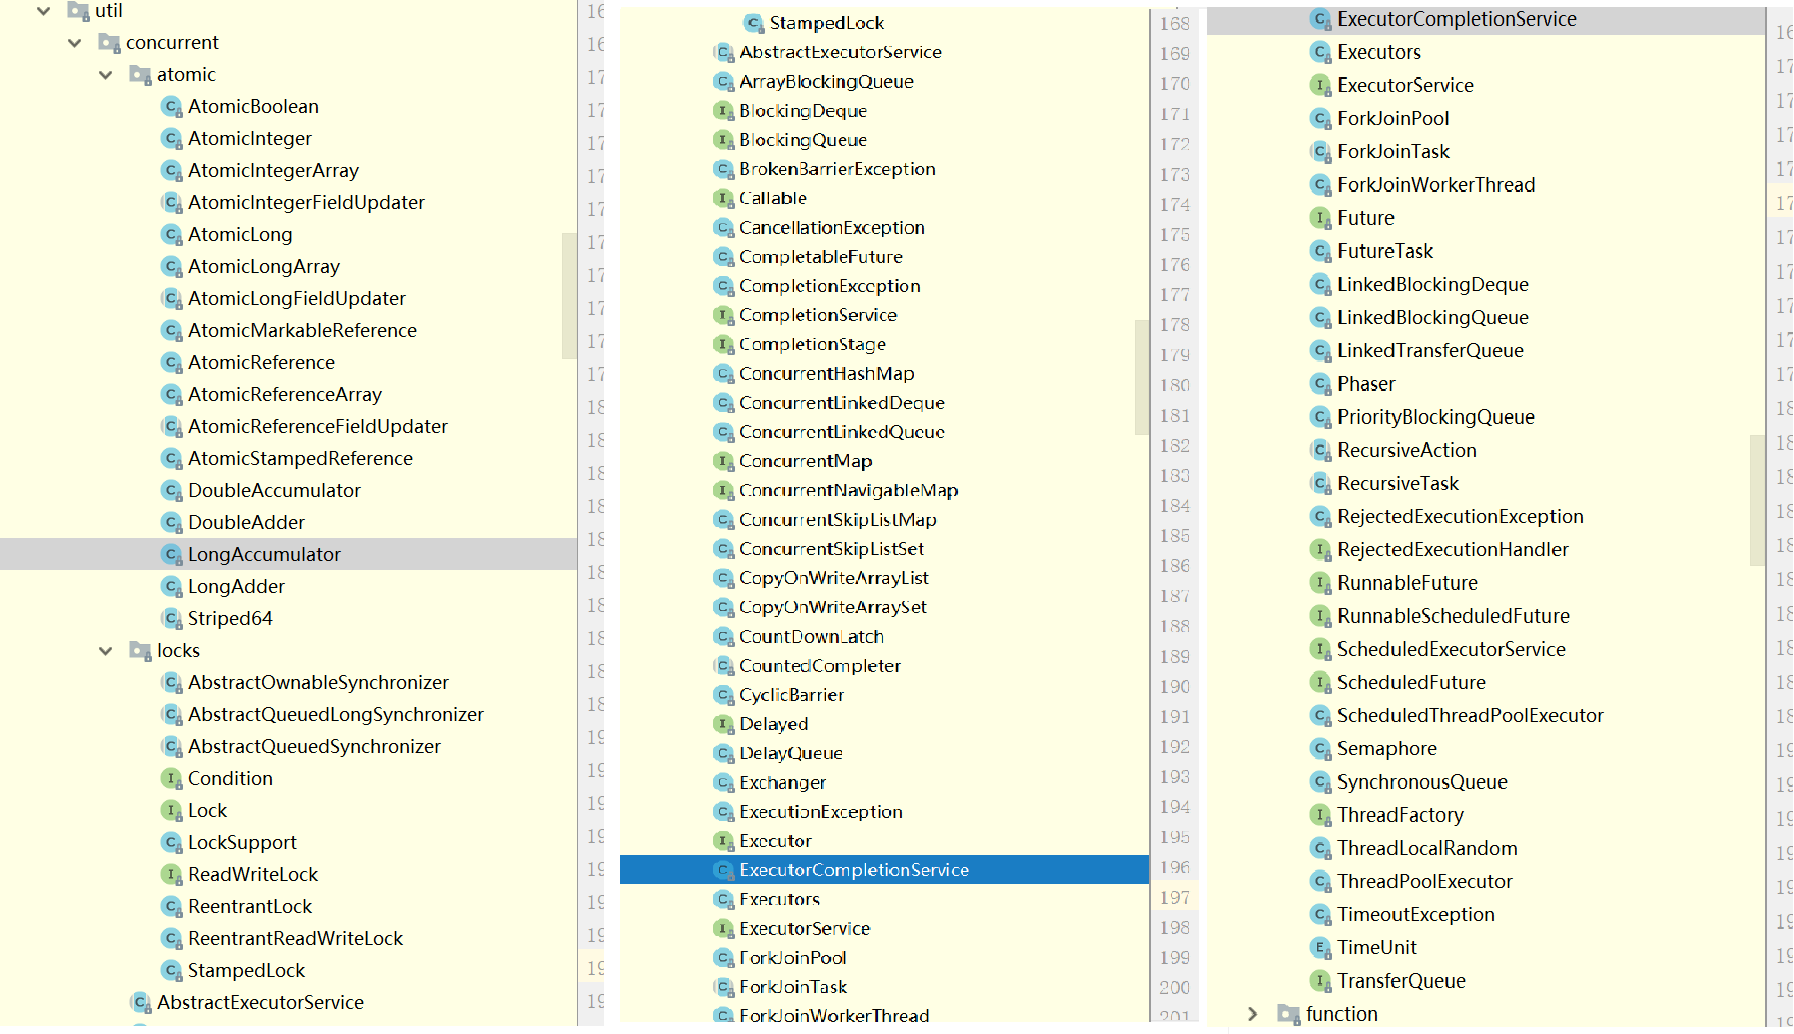 util
concurrent
atomic
AtomicBoolean
AtomicInteger
AtomicIntegerArray
AtomicIntegerFieldUpdater
AtomicLong
AtomicLongArray
AtomicLongFieldUpdater
AtomicMarkableReference
AtomicReference
AtomicReferenceArray
AtomicReferenceFieldUpdater
AtomicStampedReference
DoubleAccumulator
DoubleAdder
LongAccumulator
LongAdder
Striped64
locks
AbstractOwnableSynchronizer
AbstractQueuedLongSynchronizer
AbstractQueuedSynchronizer
Condition
Lock
LockSupport
ReadWriteLock
ReentrantLock
ReentrantReadWriteLock
StampedLock
AbstractExecutorService
StampedLock
AbstractExecutorService
ArrayBlockingQueue
BlockingDeque
BlockingQueue
BrokenBarrierException
Callable
CancellationException
CompletableFuture
CompletionException
CompletionService
CompletionStage
ConcurrentHashMap
ConcurrentLinkedDeque
ConcurrentLinkedQueue
ConcurrentMap
ConcurrentNavigableMap
ConcurrentSkipListMap
ConcurrentSkipListSet
CopyOnWriteArrayList
CopyOnWriteArraySet
CountDownLatch
CountedCompleter
CyclicBarrier
Delayed
DelayQueue
Exchanger
ExecutionException
Executor
ExecutorCompletionService
Executors
ExecutorService
ForkJoinPool
ForkJoinTask
ForkJoinWorkerThread
168
169
170
171
172
173
174
175
176
177
178
179
180
181
182
183
184
185
186
187
188
189
190
191
192
193
194
195
196
197
198
199
200
201
ExecutorCompletionService
Executors
ExecutorService
ForkJoinPool
ForkJoinTask
ForkJoinWorkerThread
Future
FutureTask
LinkedBlockingDeque
LinkedBlockingQueue
LinkedTransferQueue
Phaser
PriorityBlockingQueue
RecursiveAction
RecursiveTask
RejectedExecutionException
RejectedExecutionHandler
RunnableFuture
RunnableScheduledFuture
ScheduledExecutorService
ScheduledFuture
ScheduledThreadPoolExecutor
Semaphore
SynchronousQueue
ThreadFactory
ThreadLocalRandom
ThreadPoolExecutor
TimeoutException
TimeUnit
TransferQueue
function